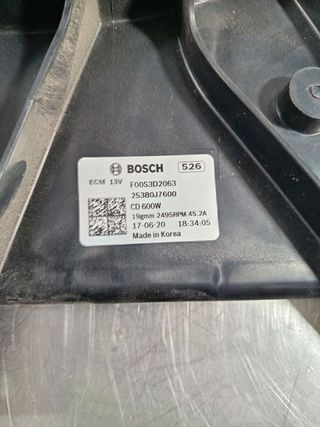 BOSCH 526
ECM 13V F00S3D2063
25380J7600
CD 600W
19gmm 2495RPM 45.2A
17-06-20 18:34:05
Made in Korea